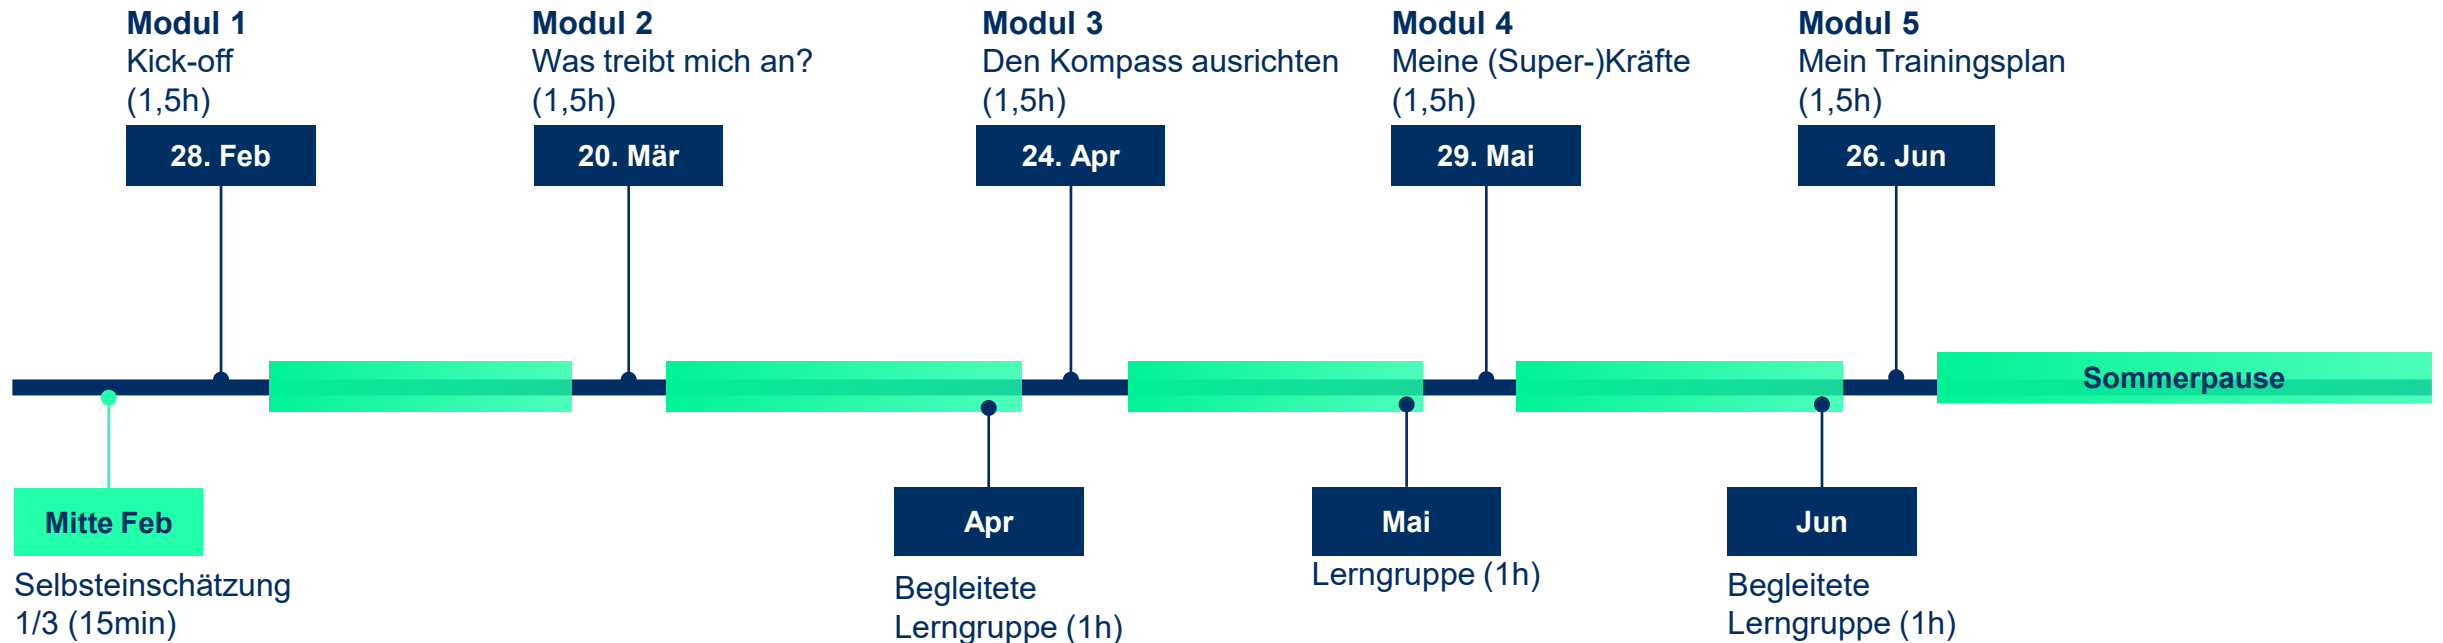 Modul 1
Kick-off
(1,5h)
28. Feb
Modul 2
Was treibt mich an?
(1,5h)
20. Mär
Modul 3
Den Kompass ausrichten
(1,5h)
24. Apr
Modul 4
Meine (Super-)Kräfte
(1,5h)
29. Mai
Modul 5
Mein Trainingsplan
(1,5h)
26. Jun
Sommerpause
Mitte Feb
Selbsteinschätzung
1/3 (15min)
Apr
Begleitete
Lerngruppe (1h)
Mai
Lerngruppe (1h)
Jun
Begleitete
Lerngruppe (1h)